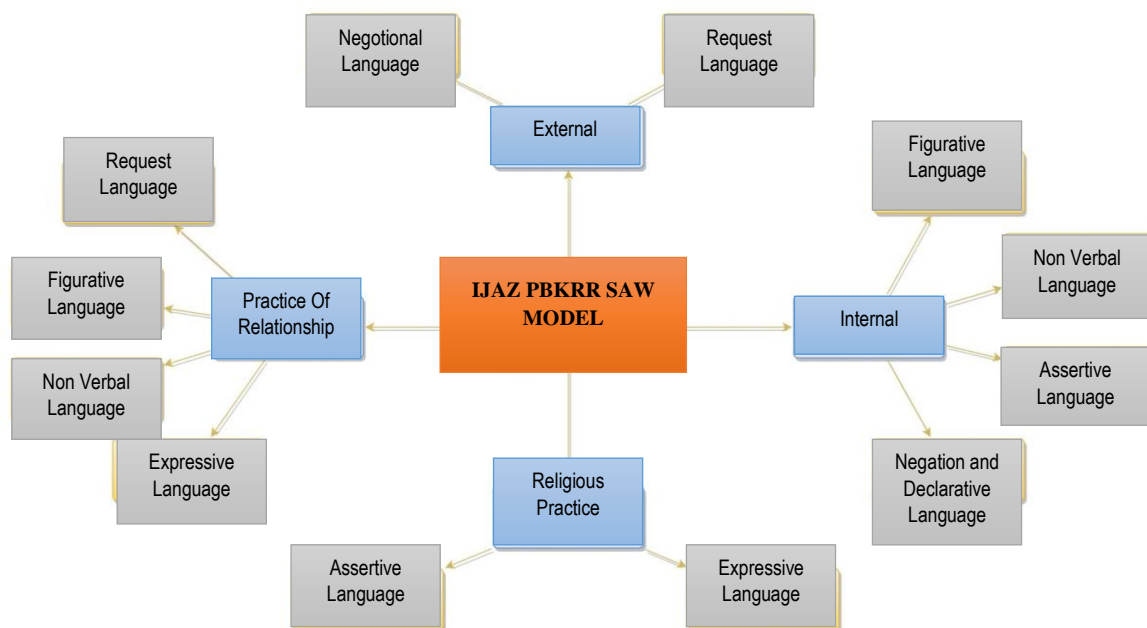 Negotional
Language
Request
Language
External
Figurative
Language
Request
Language
Non Verbal
Language
Figurative
Language
Practice Of
Relationship
IJAZ PBKRR SAW
MODEL
Internal
Non Verbal
Language
Assertive
Language
Expressive
Language
Religious
Practice
Negation and
Declarative
Language
Assertive
Language
Expressive
Language